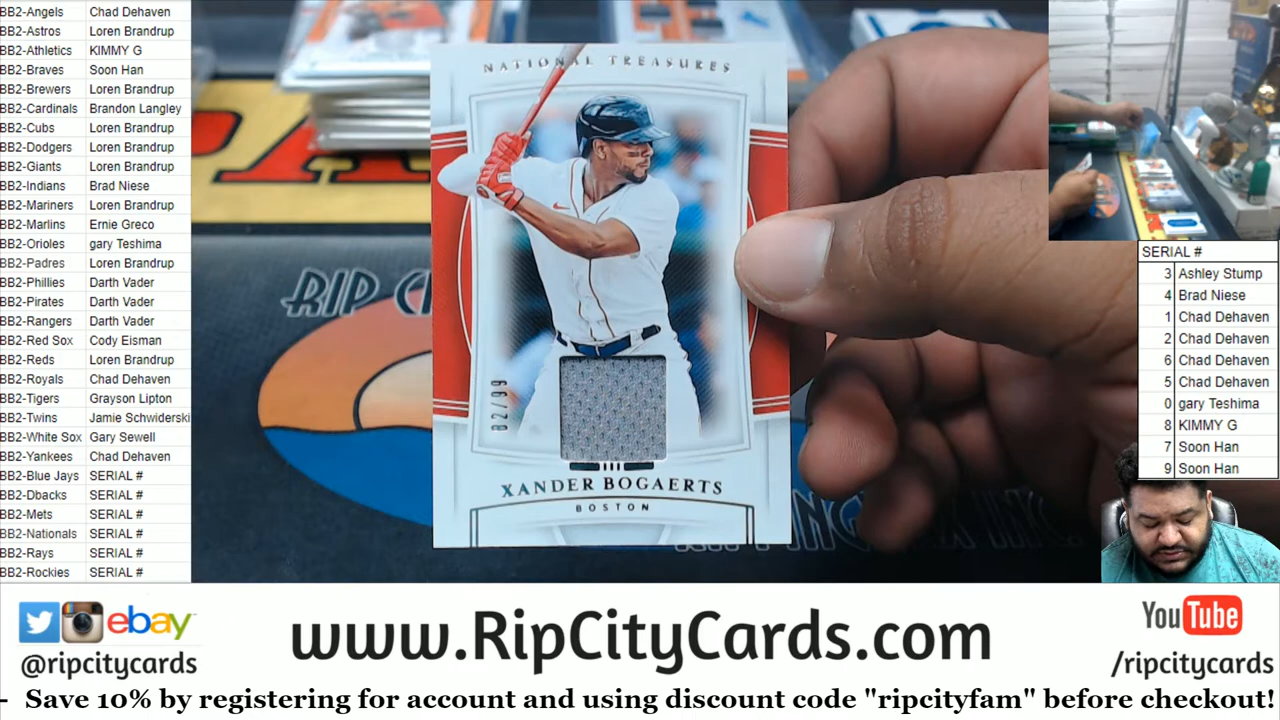 BB2-Angels Chad Dehaven
BB2-Astros Loren Brandrup
BB2-Athletics KIMMY G
BB2-Braves Soon Han
BB2-Brewers Loren Brandrup
BB2-Cardinals Brandon Langley
BB2-Cubs Loren Brandrup
BB2-Dodgers Loren Brandrup
BB2-Giants Loren Brandrup
BB2-Indians Brad Niese
BB2-Mariners Loren Brandrup
BB2-Marlins Ernie Greco
BB2-Orioles gary Teshima
BB2-Padres Loren Brandrup
BB2-Phillies Darth Vader
BB2-Pirates Darth Vader
BB2-Rangers Darth Vader
BB2-Red Sox Cody Eisman
BB2-Reds Loren Brandrup
BB2-Royals Chad Dehaven
BB2-Tigers Grayson Lipton
BB2-Twins Jamie Schwiderski
BB2-White Sox Gary Sewell
BB2-Yankees Chad Dehaven
BB2-Blue Jays SERIAL #
BB2-Dbacks SERIAL #
BB2-Mets SERIAL #
BB2-Nationals SERIAL #
BB2-Rays SERIAL #
BB2-Rockies SERIAL #
NATIONAL TREASURES
82/99
XANDER BOGAERTS
BOSTON
RIP
SERIAL #
3 Ashley Stump
4 Brad Niese
1 Chad Dehaven
2 Chad Dehaven
6 Chad Dehaven
5 Chad Dehaven
0 gary Teshima
8 KIMMY G
7 Soon Han
9 Soon Han
ebay
@ripcitycards
www.RipCityCards.com
YouTube
/ripcitycards
- Save 10% by registering for account and using discount code "ripcityfam" before checkout!